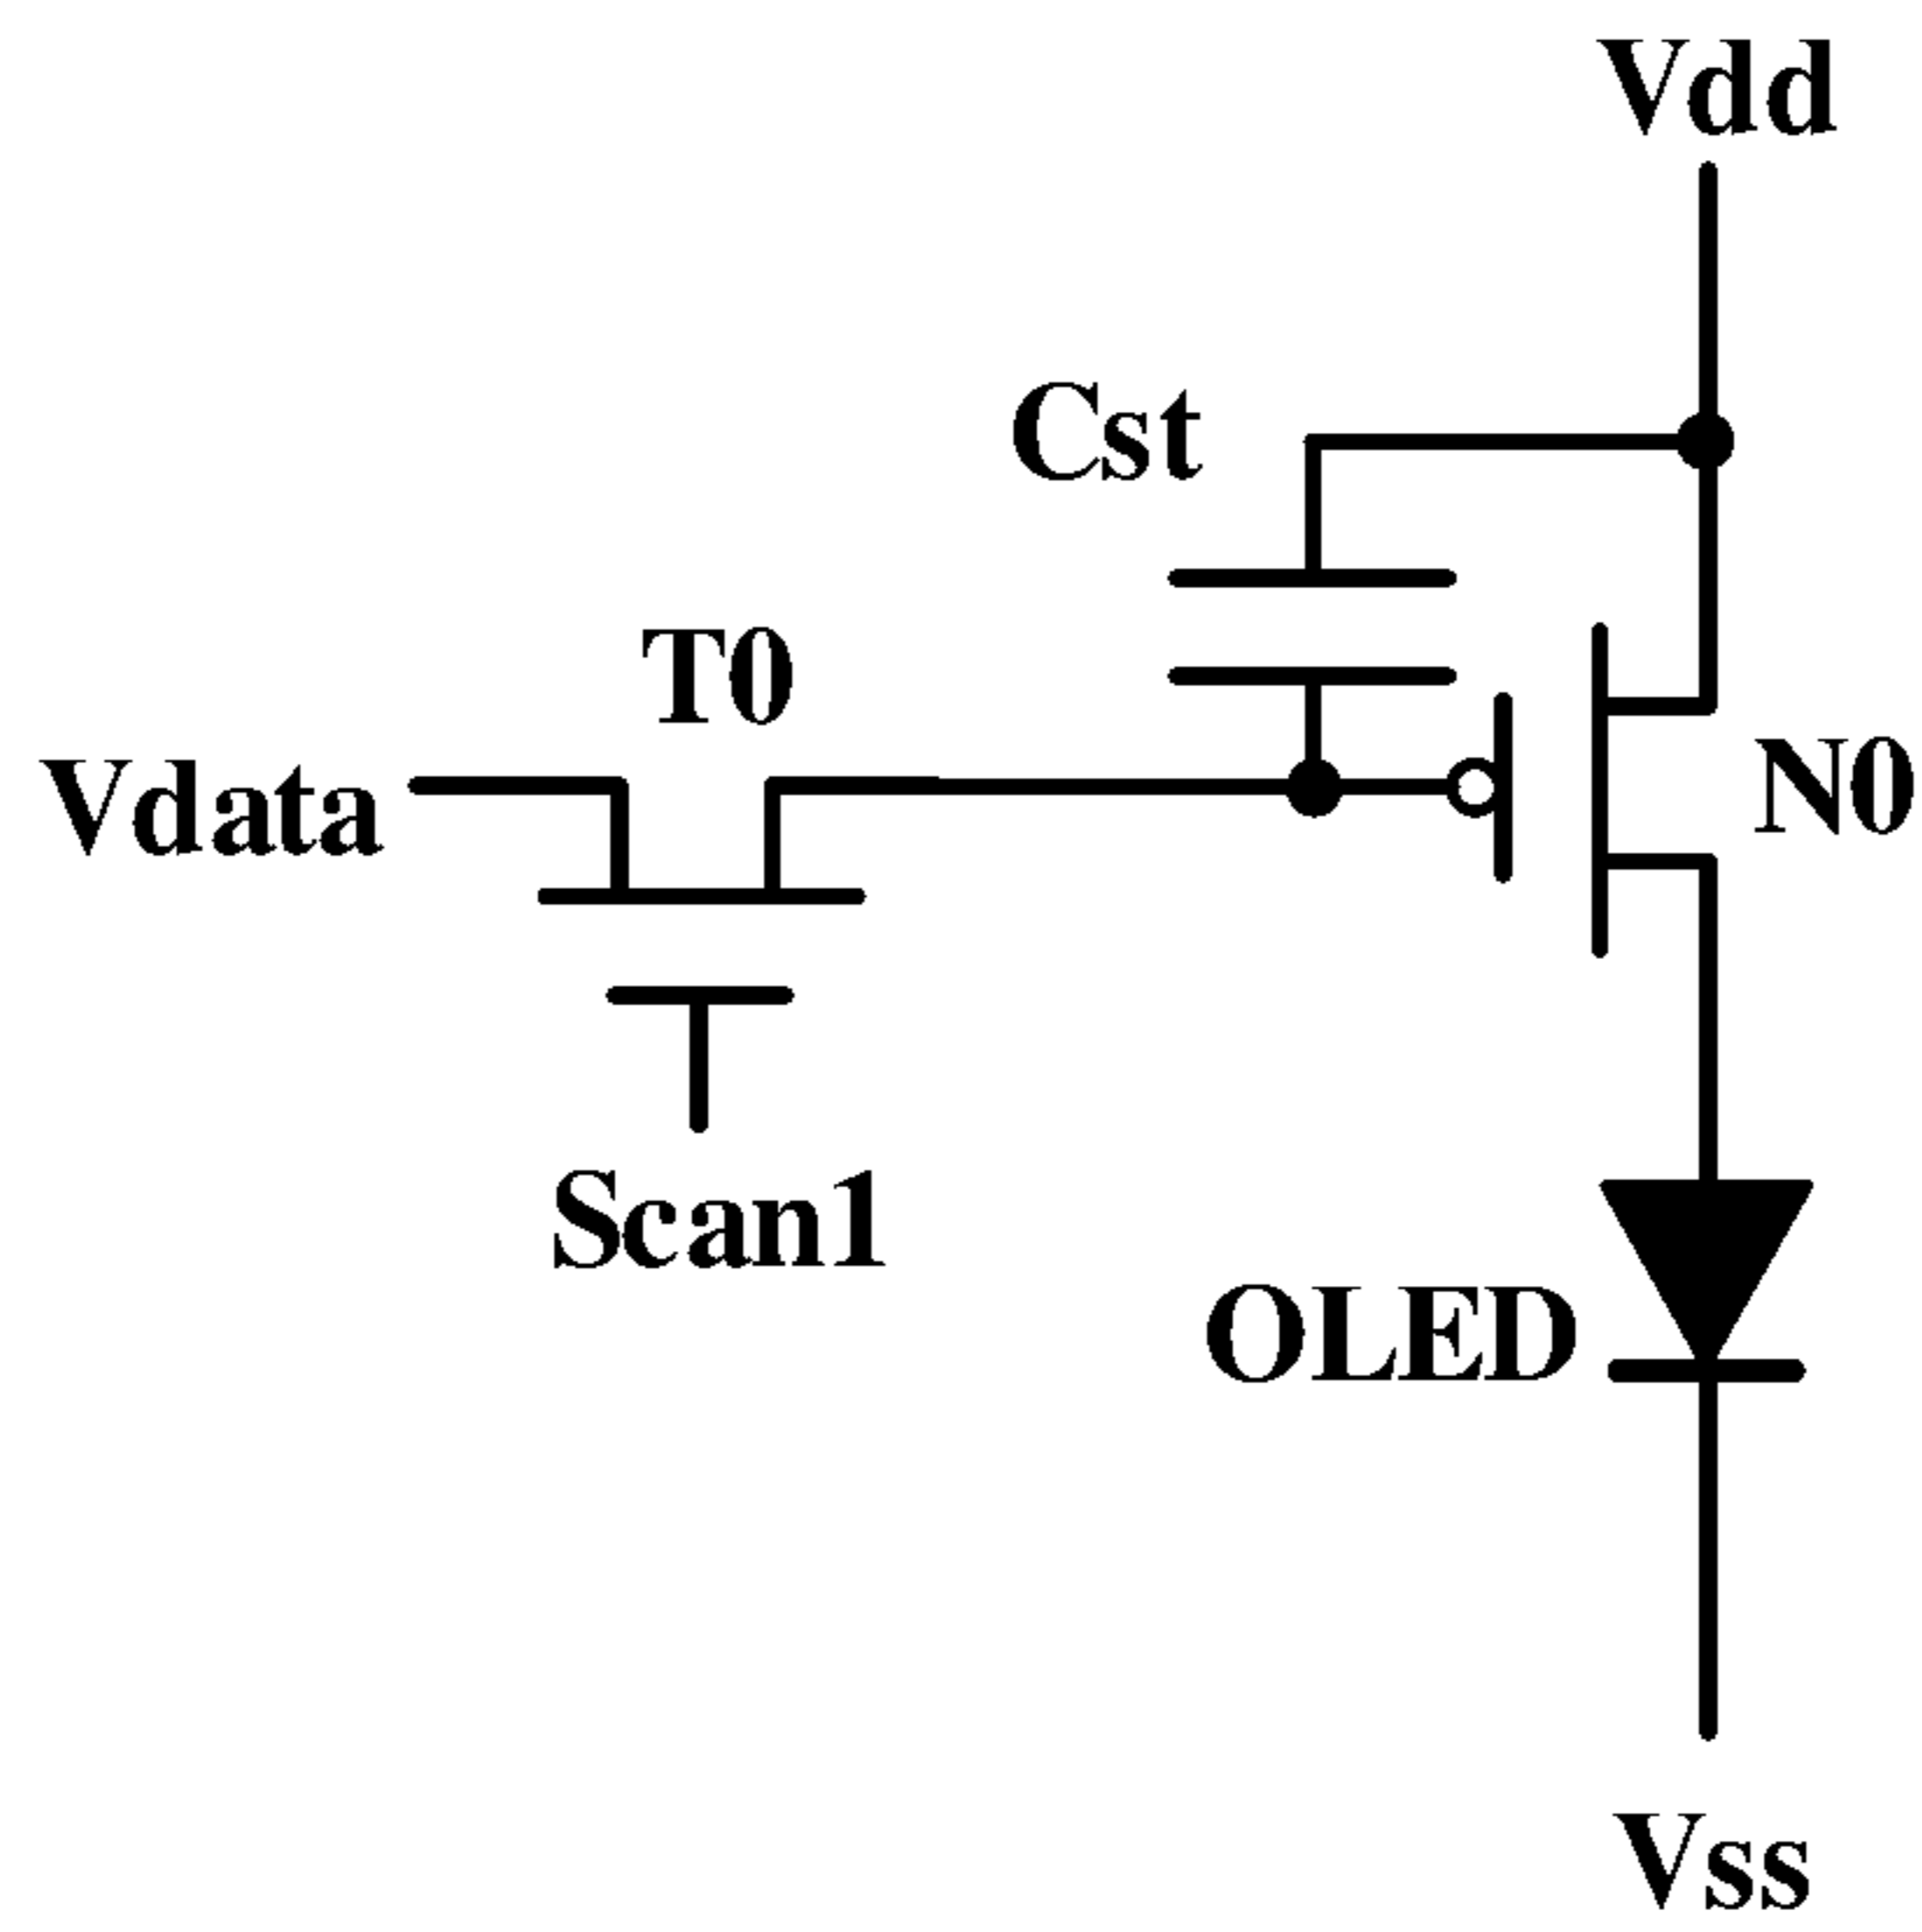 Vdd
Cst
T0
Vdata
N0
Scan1
OLED
Vss